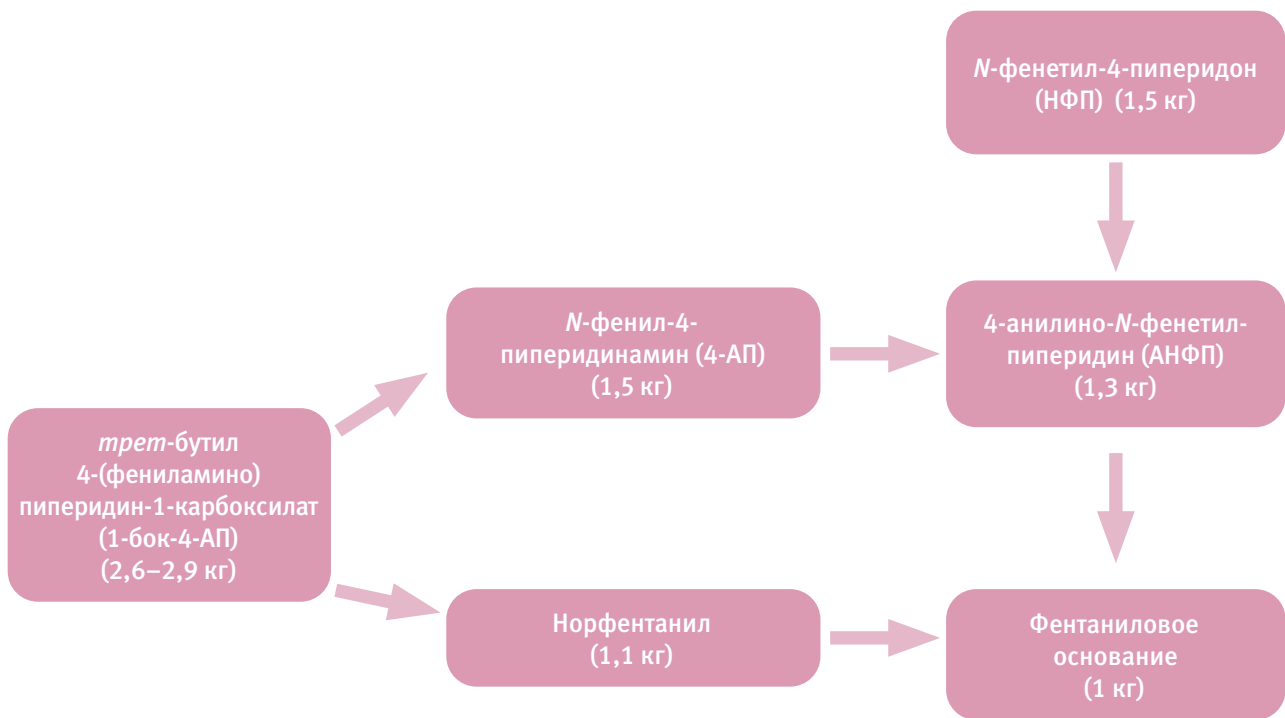 N-фенетил-4-пиперидон
(НФП) (1,5 кг)
N-фенил-4-
пиперидинамин (4-АП)
(1,5 кг)
4-анилино-N-фенетил-
пиперидин (АНФП)
(1,3 кг)
трет-бутил
4-(фениламино)
пиперидин-1-карбоксилат
(1-бок-4-АП)
(2,6–2,9 кг)
Норфентанил
(1,1 кг)
Фентаниловое
основание
(1 кг)